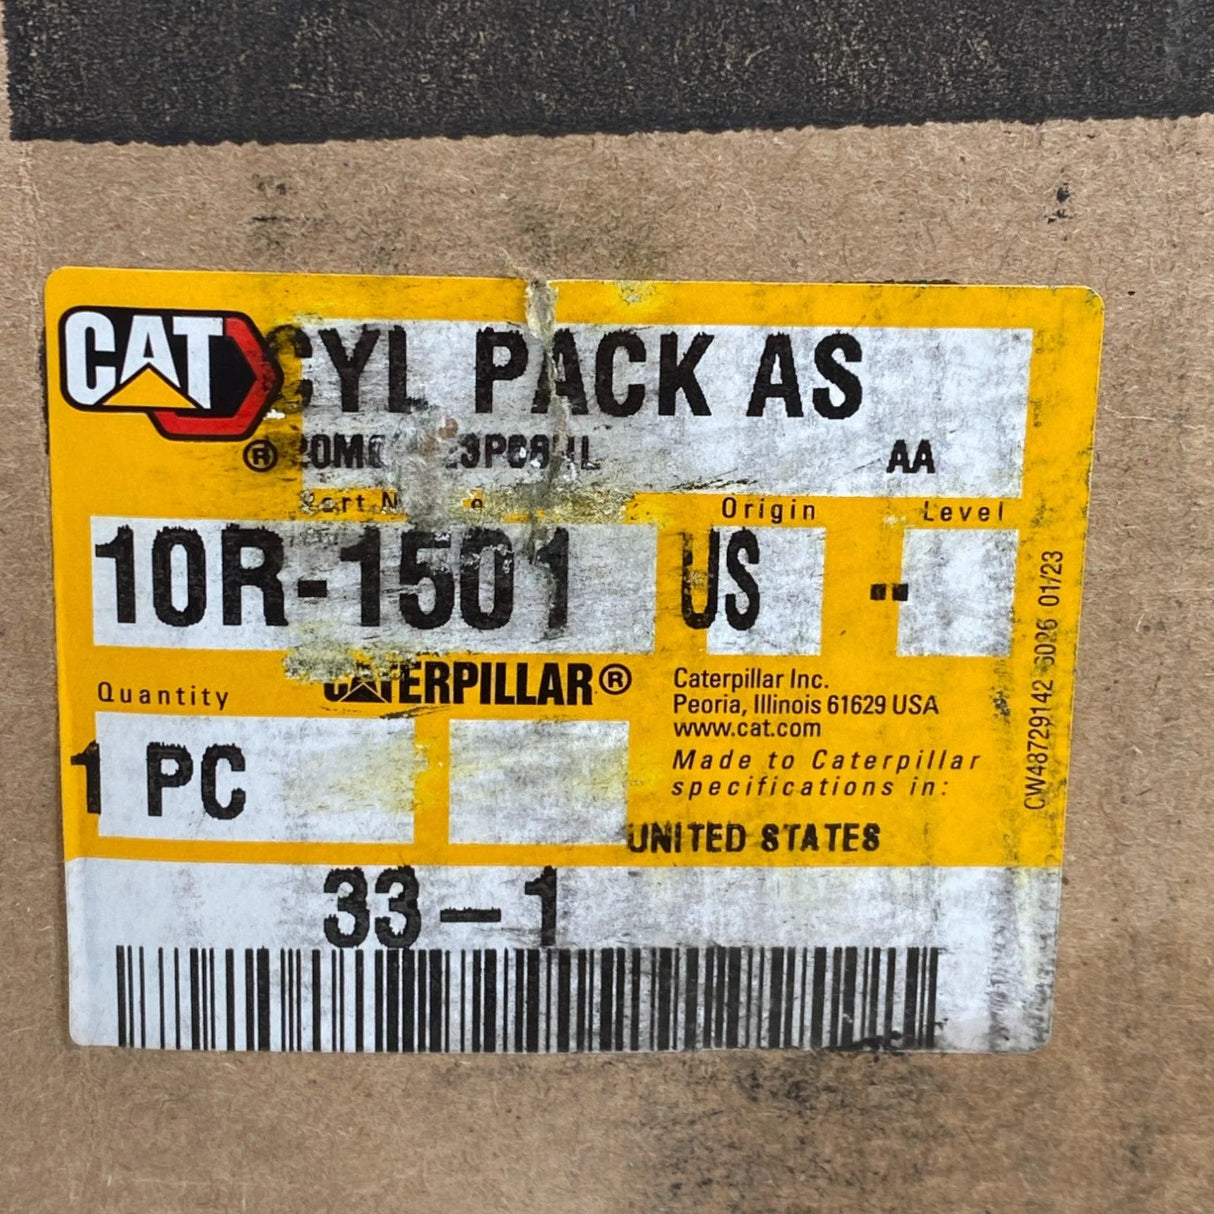 CAT
CYL PACK AS
®
AA
Origin Level
10R-1501 US --
Quantity
CATERPILLAR®
Caterpillar Inc.
Peoria, Illinois 61629 USA
www.cat.com
1 PC
Made to Caterpillar
specifications in:
UNITED STATES
33-1
CW48729142 6026 01/23